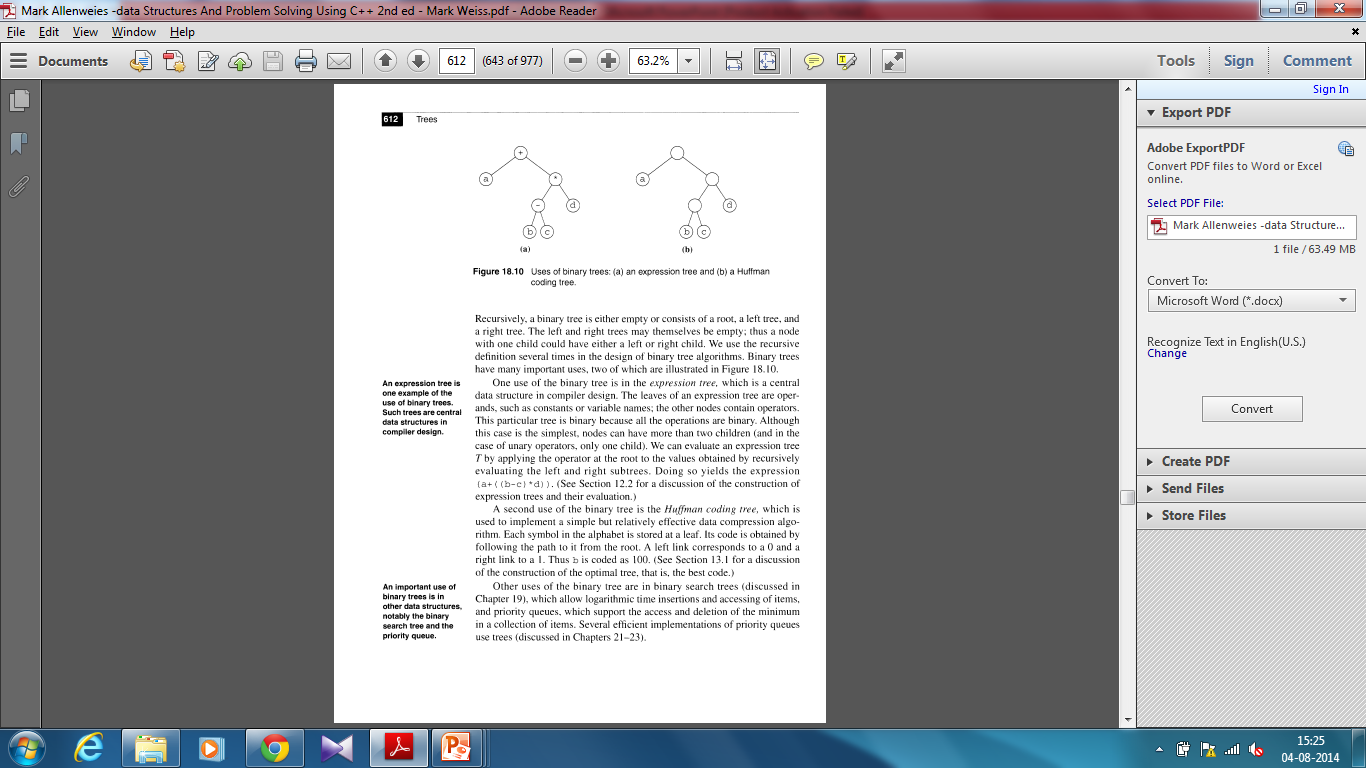 Mark Allenweies -data Structures And Problem Solving Using C++ 2nd ed - Mark Weiss.pdf - Adobe Reader
File Edit View Window Help
Documents
612
(643 of 977)
63.2%
Tools
Sign
Comment
612 Trees
+
a
*
-
d
b
c
(a)
a
d
b
c
(b)
Figure 18.10 Uses of binary trees: (a) an expression tree and (b) a Huffman
coding tree.
Recursively, a binary tree is either empty or consists of a root, a left tree, and
a right tree. The left and right trees may themselves be empty; thus a node
with one child could have either a left or right child. We use the recursive
definition several times in the design of binary tree algorithms. Binary trees
have many important uses, two of which are illustrated in Figure 18.10.
An expression tree is
one example of the
use of binary trees.
Such trees are central
data structures in
compiler design.
One use of the binary tree is in the expression tree, which is a central
data structure in compiler design. The leaves of an expression tree are oper-
ands, such as constants or variable names; the other nodes contain operators.
This particular tree is binary because all the operations are binary. Although
this case is the simplest, nodes can have more than two children (and in the
case of unary operators, only one child). We can evaluate an expression tree
T by applying the operator at the root to the values obtained by recursively
evaluating the left and right subtrees. Doing so yields the expression
(a+((b-c)*d)). (See Section 12.2 for a discussion of the construction of
expression trees and their evaluation.)
A second use of the binary tree is the Huffman coding tree, which is
used to implement a simple but relatively effective data compression algo-
rithm. Each symbol in the alphabet is stored at a leaf. Its code is obtained by
following the path to it from the root. A left link corresponds to a 0 and a
right link to a 1. Thus b is coded as 100. (See Section 13.1 for a discussion
of the construction of the optimal tree, that is, the best code.)
An important use of
binary trees is in
other data structures,
notably the binary
search tree and the
priority queue.
Other uses of the binary tree are in binary search trees (discussed in
Chapter 19), which allow logarithmic time insertions and accessing of items,
and priority queues, which support the access and deletion of the minimum
in a collection of items. Several efficient implementations of priority queues
use trees (discussed in Chapters 21–23).
Sign In
Export PDF
Adobe ExportPDF
Convert PDF files to Word or Excel
online.
Select PDF File:
Mark Allenweies -data Structure...
1 file / 63.49 MB
Convert To:
Microsoft Word (*.docx)
Recognize Text in English(U.S.)
Change
Convert
Create PDF
Send Files
Store Files
15:25
04-08-2014